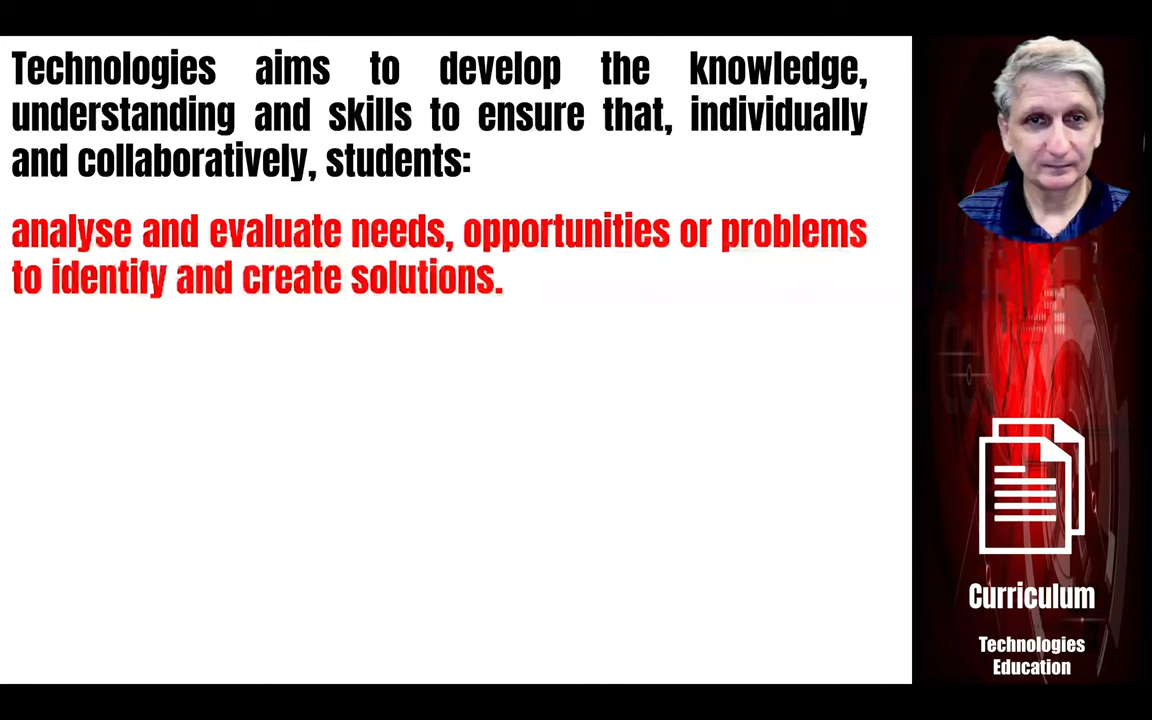 Technologies aims to develop the knowledge,
understanding and skills to ensure that, individually
and collaboratively, students:
analyse and evaluate needs, opportunities or problems
to identify and create solutions.
Curriculum
Technologies
Education